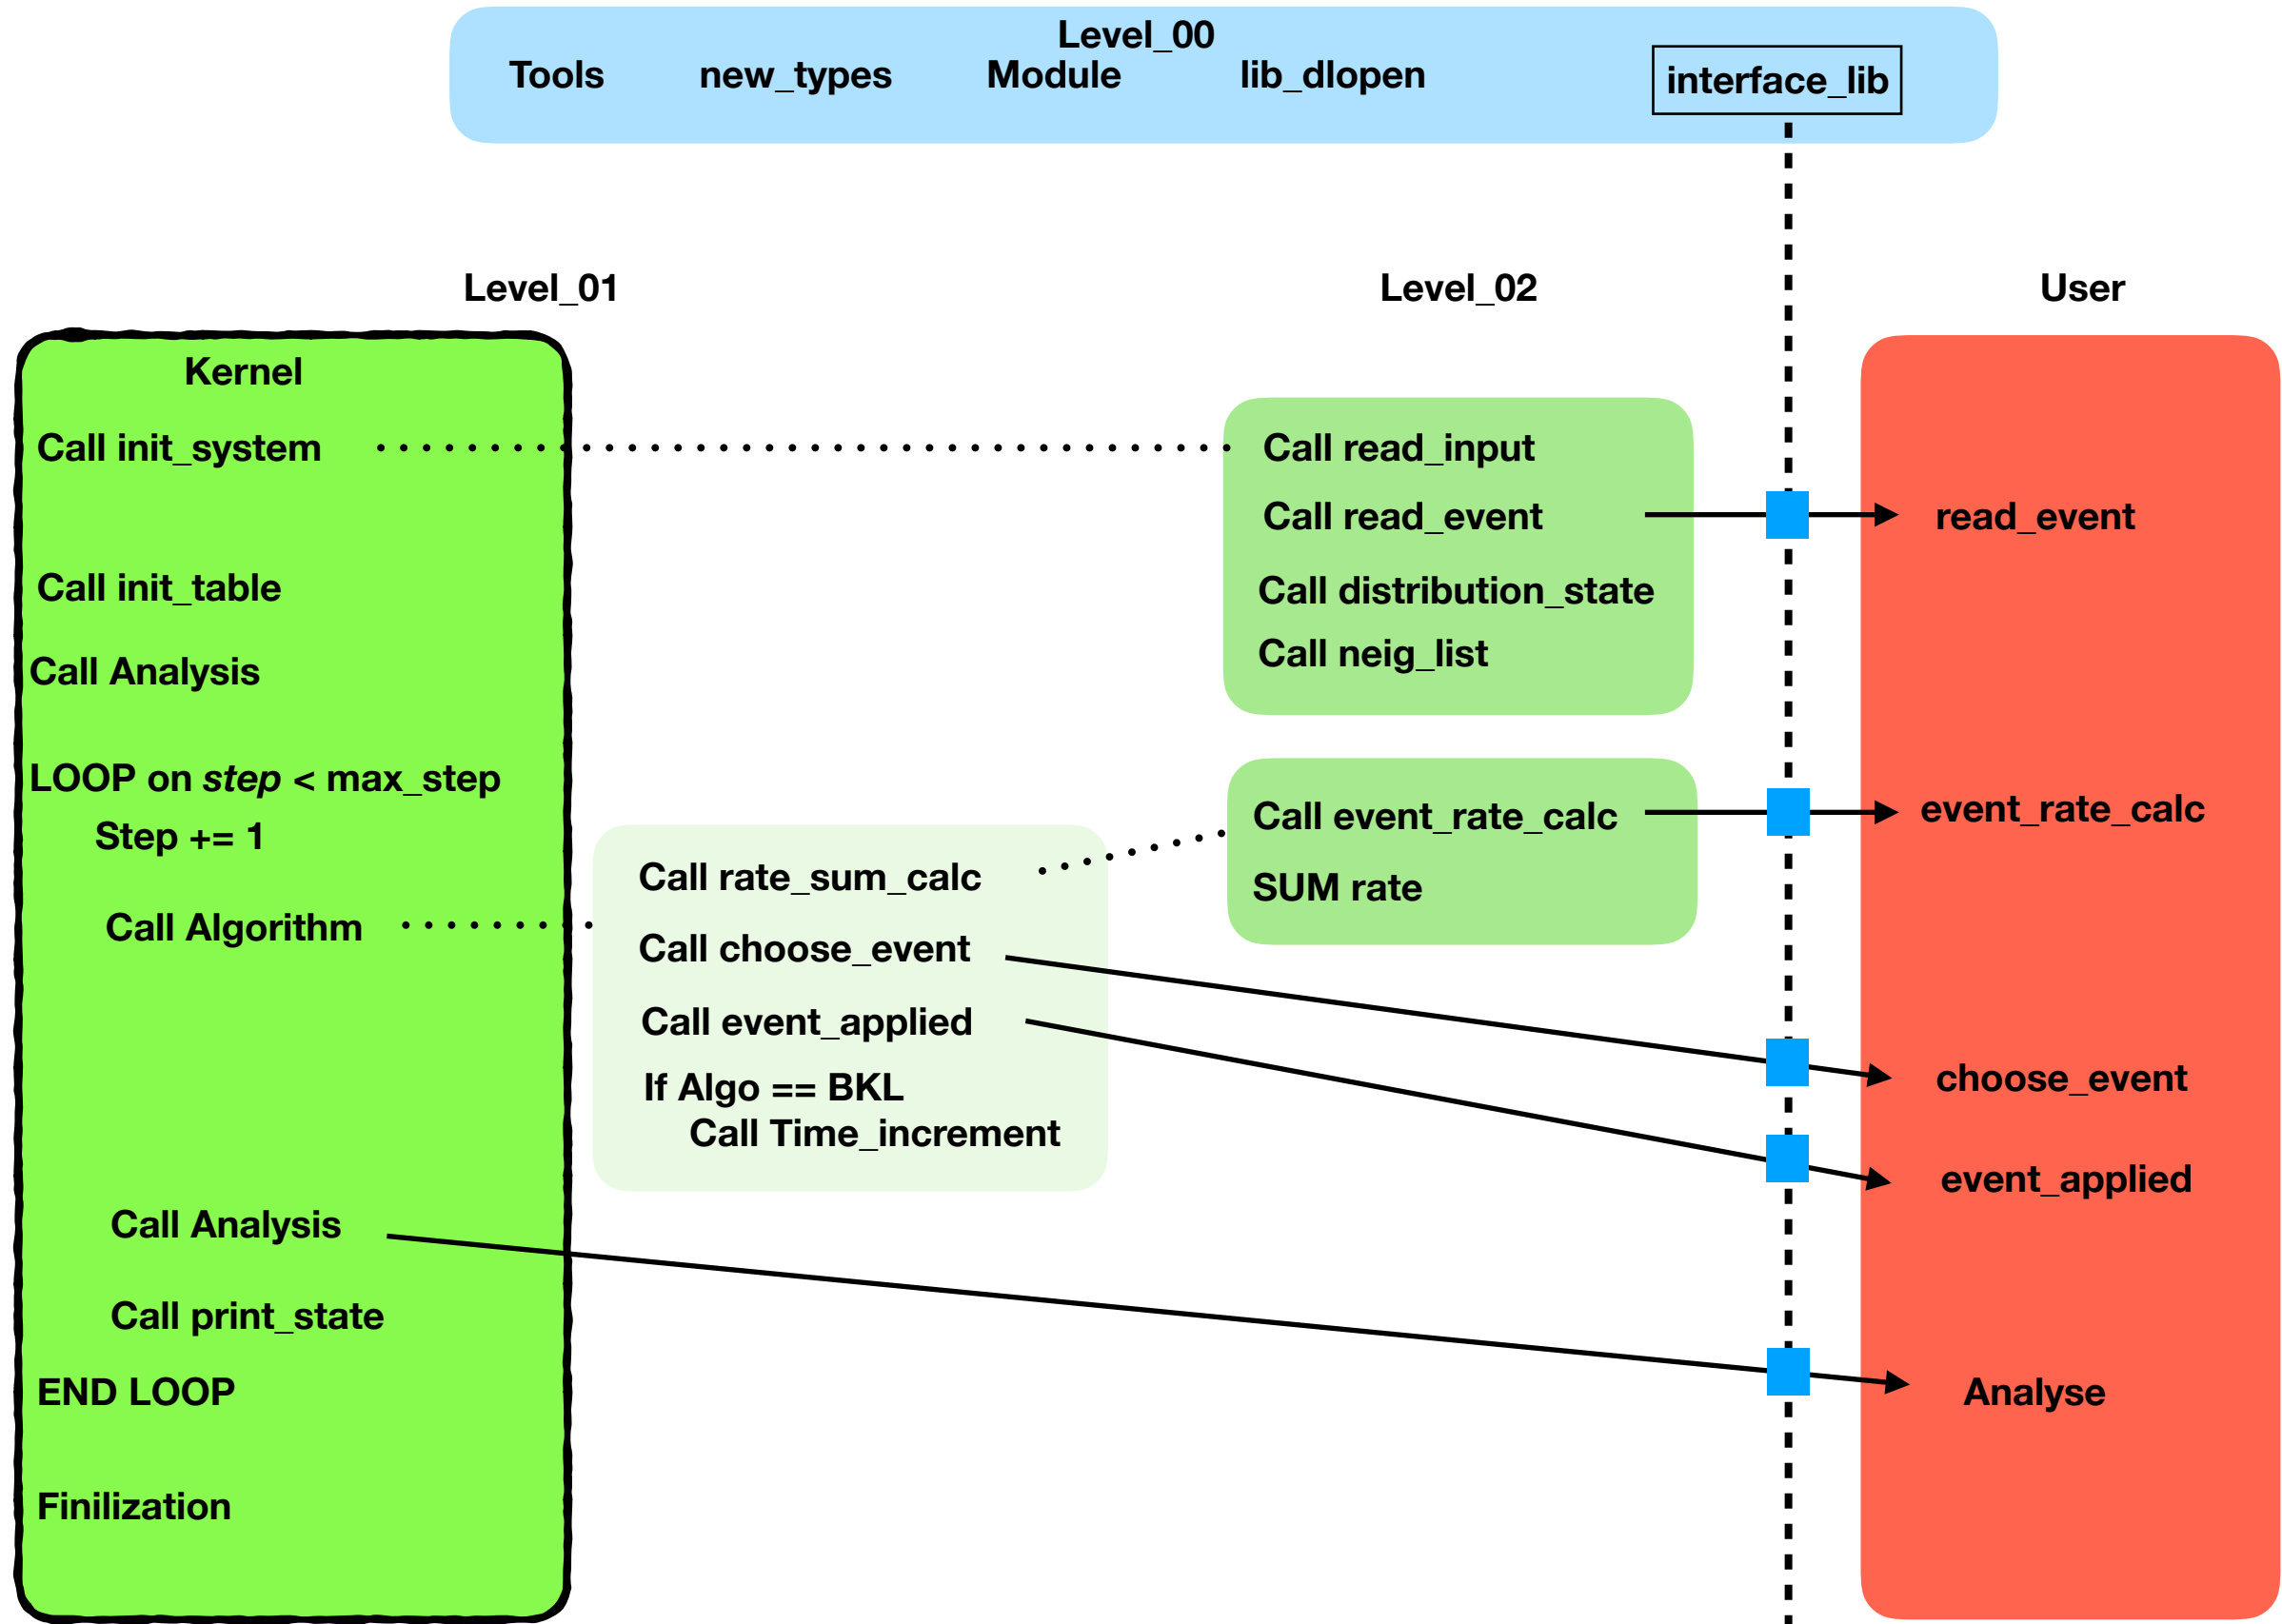 Level_00
Tools new_types Module lib_dlopen interface_lib
Level_01 Level_02 User
Kernel
Call init_system
Call init_table
Call Analysis
LOOP on step < max_step
Step += 1
Call Algorithm
Call Analysis
Call print_state
END LOOP
Finilization
Call rate_sum_calc
Call choose_event
Call event_applied
If Algo == BKL
Call Time_increment
Call read_input
Call read_event
Call distribution_state
Call neig_list
Call event_rate_calc
SUM rate
read_event
event_rate_calc
choose_event
event_applied
Analyse